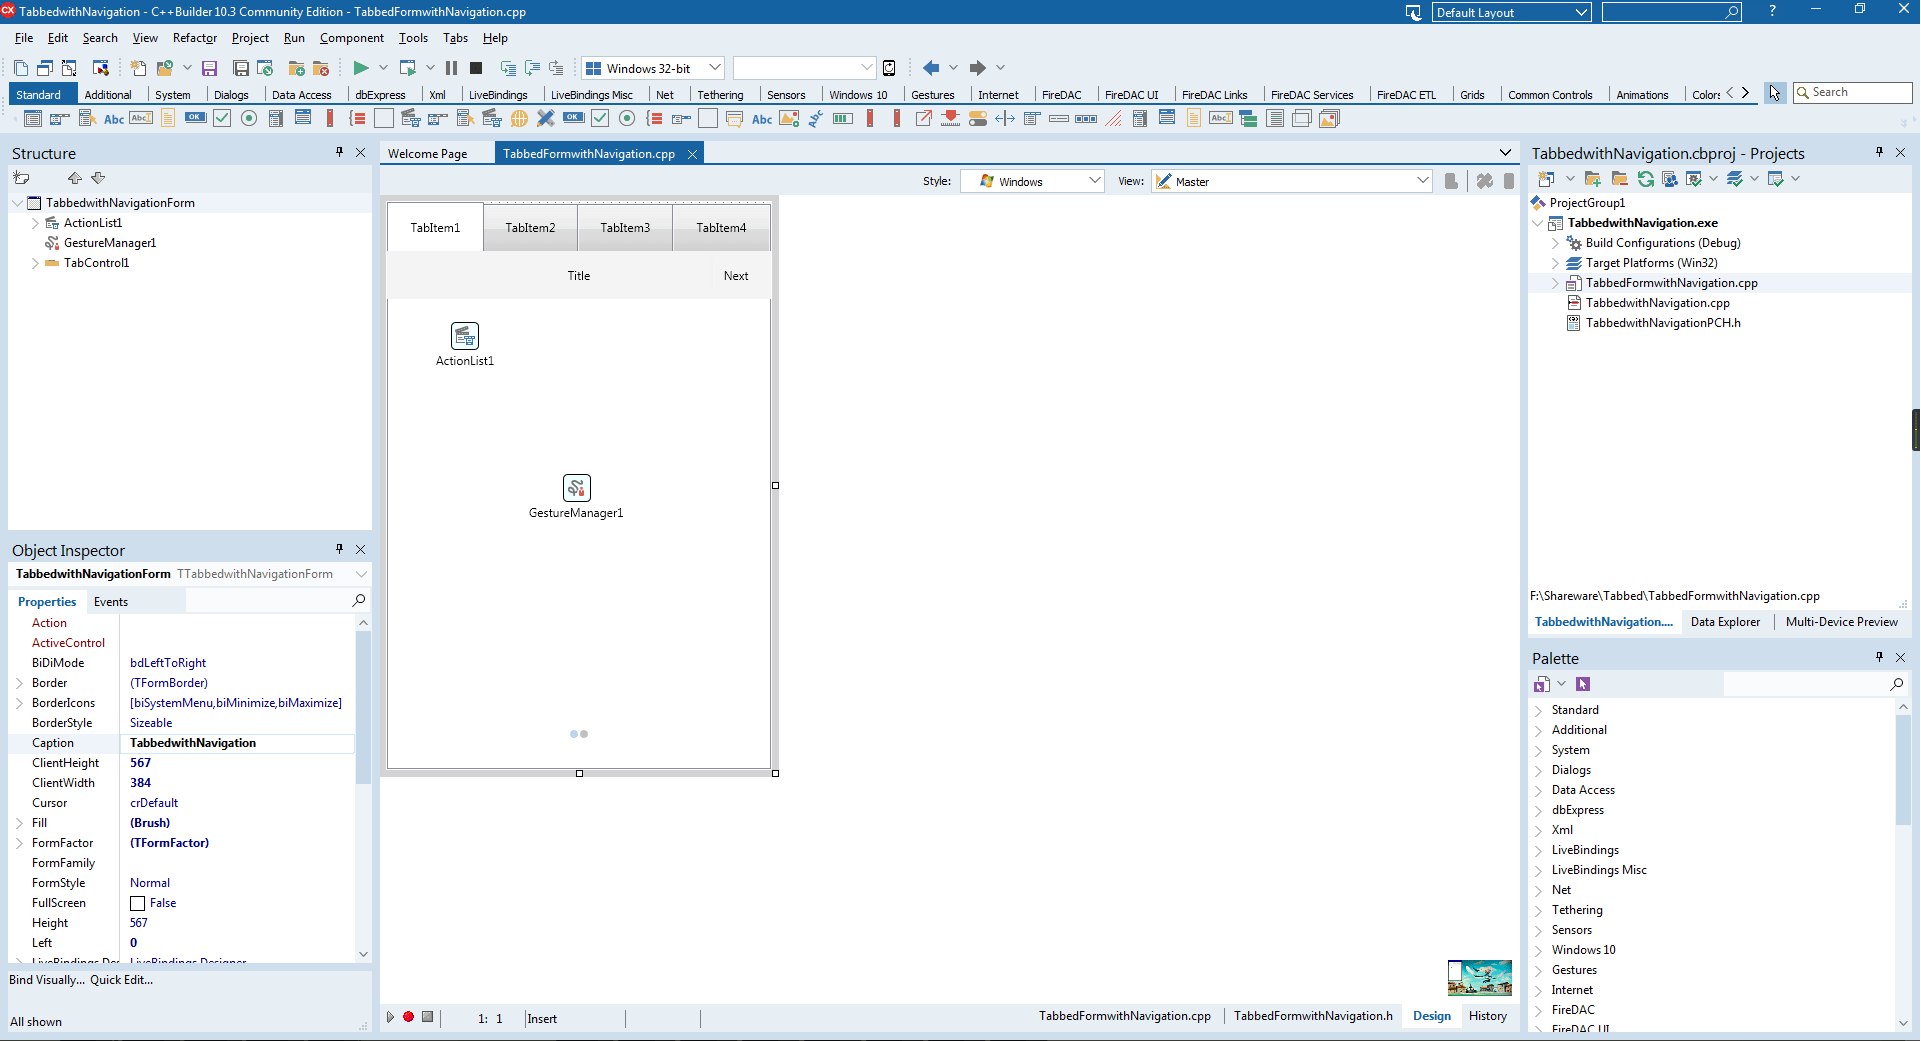 TabbedwithNavigation - C++Builder 10.3 Community Edition - TabbedFormwithNavigation.cpp
Default Layout
File Edit Search View Refactor Project Run Component Tools Tabs Help
Windows 32-bit
Standard Additional System Dialogs Data Access dbExpress Xml LiveBindings LiveBindings Misc Net Tethering Sensors Windows 10 Gestures Internet FireDAC FireDAC UI FireDAC Links FireDAC Services FireDAC ETL Grids Common Controls Animations Colors
Search
Structure
TabbedwithNavigationForm
ActionList1
GestureManager1
TabControl1
Object Inspector
TabbedwithNavigationForm TTabbedwithNavigationForm
Properties Events
Action
ActiveControl
BiDiMode bdLeftToRight
Border (TFormBorder)
BorderIcons [biSystemMenu,biMinimize,biMaximize]
BorderStyle Sizeable
Caption TabbedwithNavigation
ClientHeight 567
ClientWidth 384
Cursor crDefault
Fill (Brush)
FormFactor (TFormFactor)
FormFamily
FormStyle Normal
FullScreen False
Height 567
Left 0
LiveBindings Des LiveBindings Designer
Bind Visually... Quick Edit...
All shown
Welcome Page TabbedFormwithNavigation.cpp
Style: Windows View: Master
TabItem1 TabItem2 TabItem3 TabItem4
Title Next
ActionList1
GestureManager1
1: 1 Insert
TabbedFormwithNavigation.cpp TabbedFormwithNavigation.h Design History
TabbedwithNavigation.cbproj - Projects
ProjectGroup1
TabbedwithNavigation.exe
Build Configurations (Debug)
Target Platforms (Win32)
TabbedFormwithNavigation.cpp
TabbedwithNavigation.cpp
TabbedwithNavigationPCH.h
F:\Shareware\Tabbed\TabbedFormwithNavigation.cpp
TabbedwithNavigation.... Data Explorer Multi-Device Preview
Palette
Standard
Additional
System
Dialogs
Data Access
dbExpress
Xml
LiveBindings
LiveBindings Misc
Net
Tethering
Sensors
Windows 10
Gestures
Internet
FireDAC
FireDAC UI